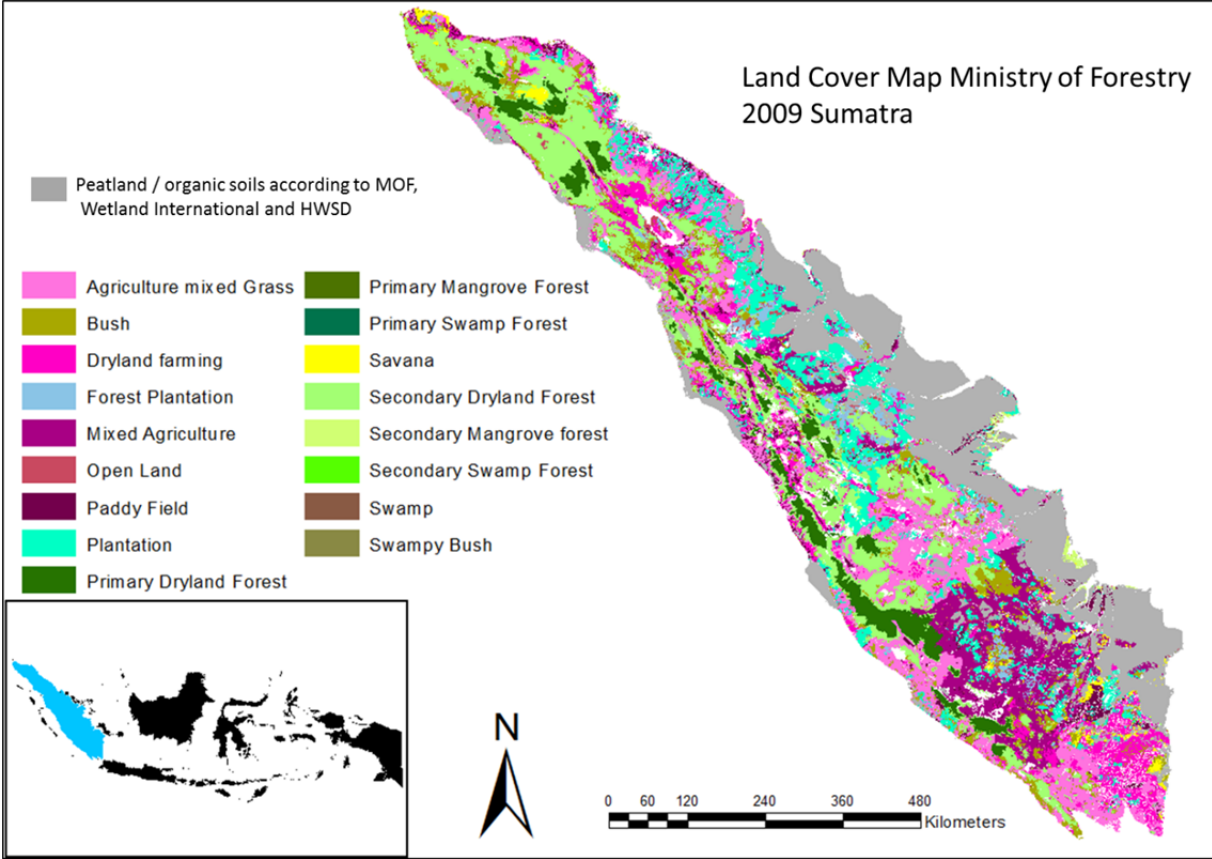 Land Cover Map Ministry of Forestry
2009 Sumatra
Peatland / organic soils according to MOF,
Wetland International and HWSD
Agriculture mixed Grass
Bush
Dryland farming
Forest Plantation
Mixed Agriculture
Open Land
Paddy Field
Plantation
Primary Dryland Forest
Primary Mangrove Forest
Primary Swamp Forest
Savana
Secondary Dryland Forest
Secondary Mangrove forest
Secondary Swamp Forest
Swamp
Swampy Bush
N
0 60 120 240 360 480
Kilometers